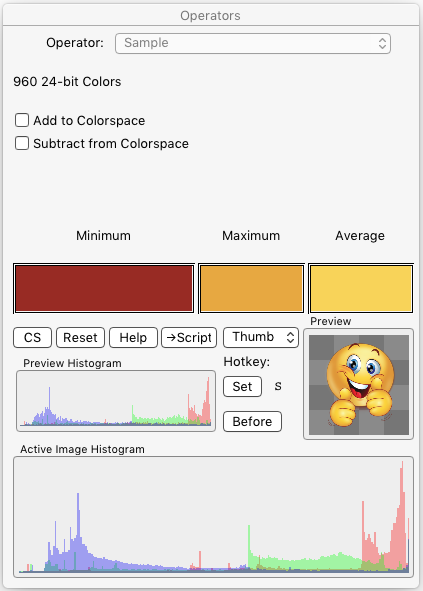 Operators
Operator: Sample
960 24-bit Colors
Add to Colorspace
Subtract from Colorspace
Minimum Maximum Average
Preview
CS Reset Help →Script Thumb
Preview Histogram
Hotkey:
Set S
Before
Active Image Histogram